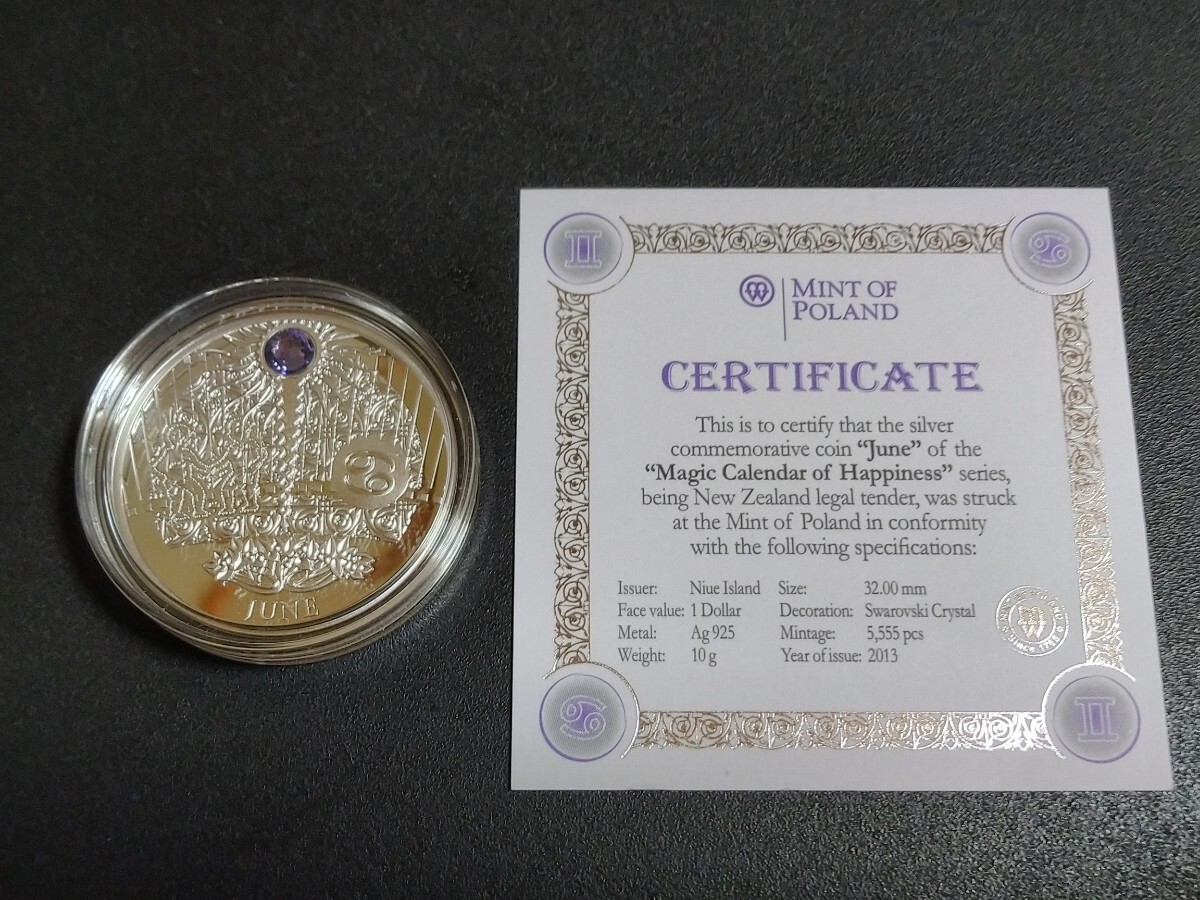 JUNE
MINT OF
POLAND
CERTIFICATE
This is to certify that the silver
commemorative coin “June” of the
“Magic Calendar of Happiness” series,
being New Zealand legal tender, was struck
at the Mint of Poland in conformity
with the following specifications:
Issuer: Niue Island Size: 32.00 mm
Face value: 1 Dollar Decoration: Swarovski Crystal
Metal: Ag 925 Mintage: 5,555 pcs
Weight: 10 g Year of issue: 2013